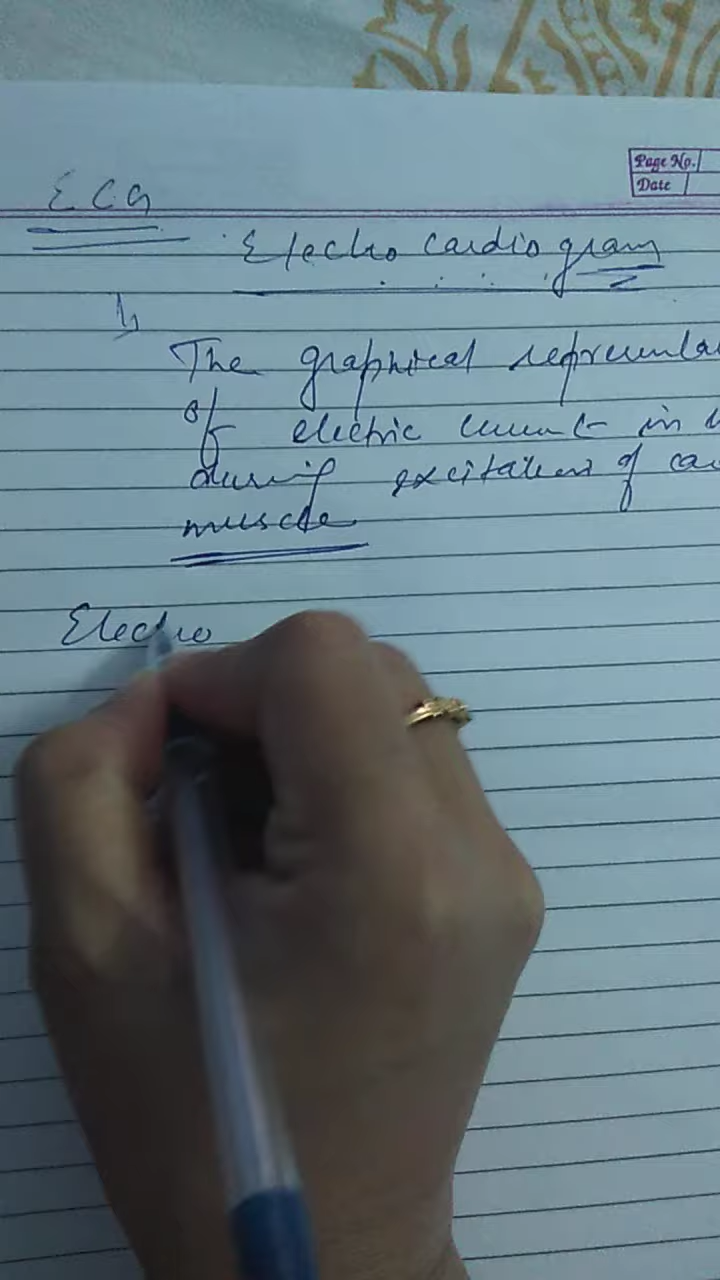 Page No.
Date
ECG
Electro cardiogram
The graphical representa
of electric current in
during excitation of ca
muscle
Electro